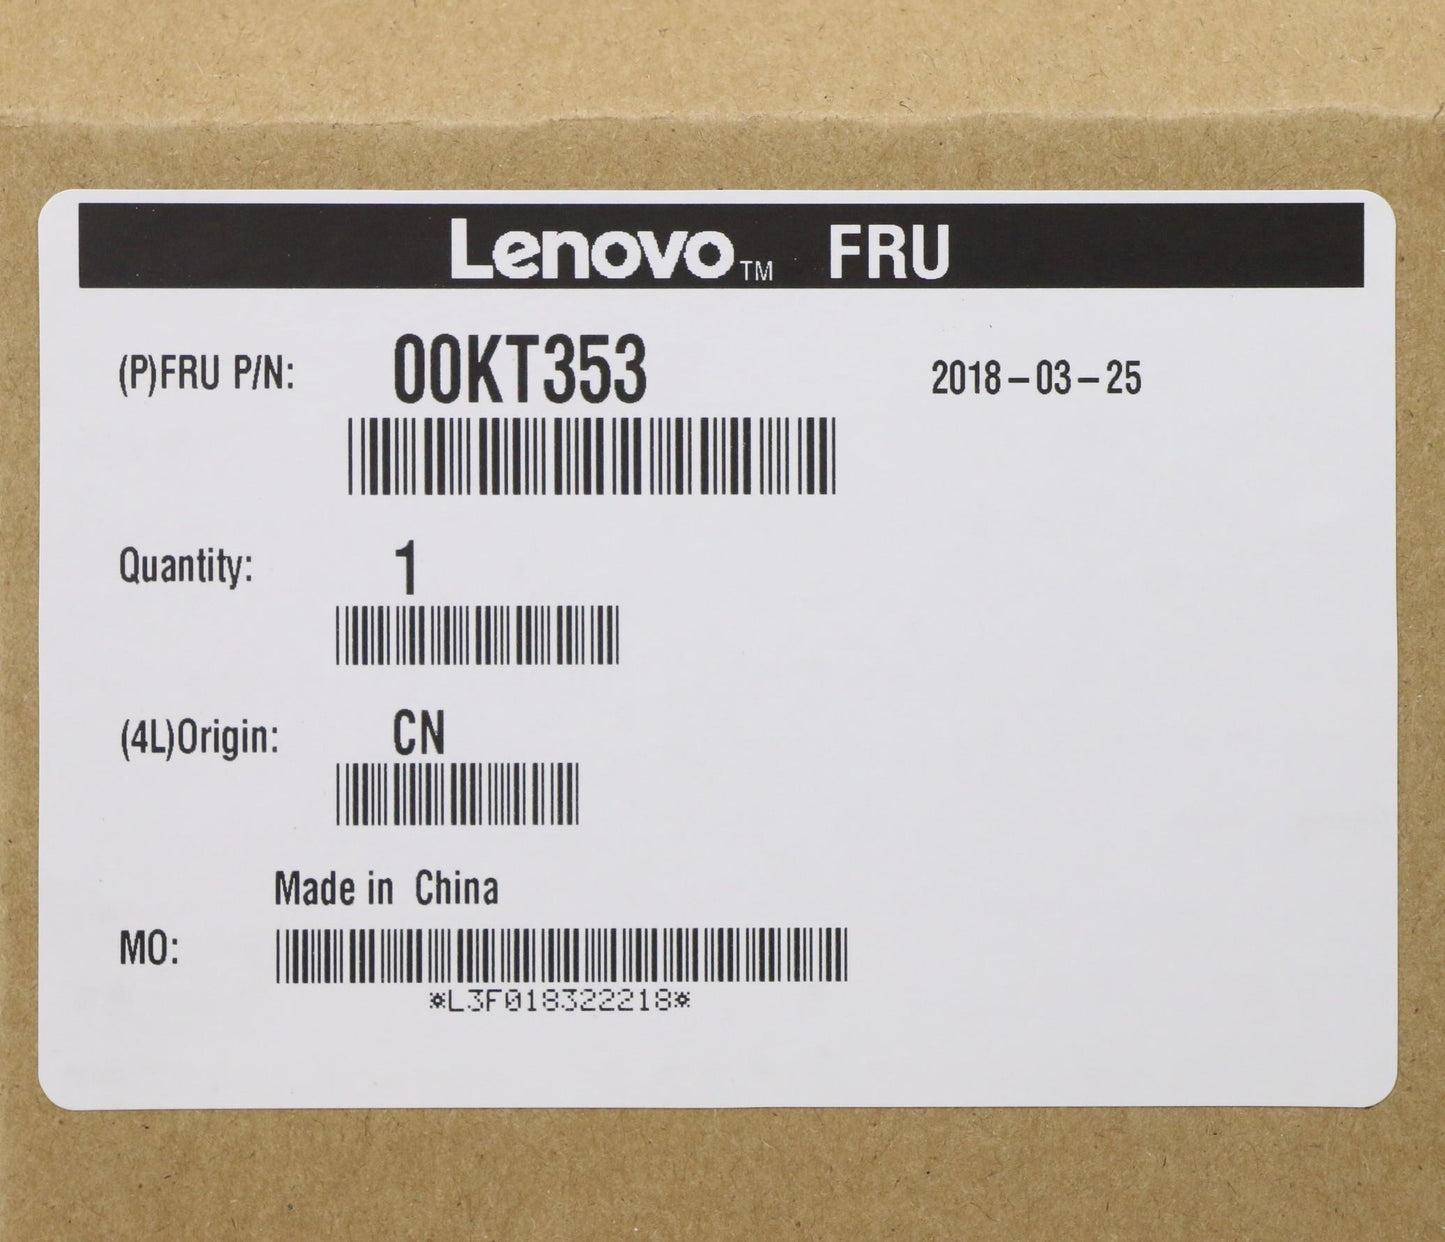 Lenovo™ FRU
(P)FRU P/N: 00KT353 2018-03-25
Quantity: 1
(4L)Origin: CN
Made in China
MO:
*L3F018322218*